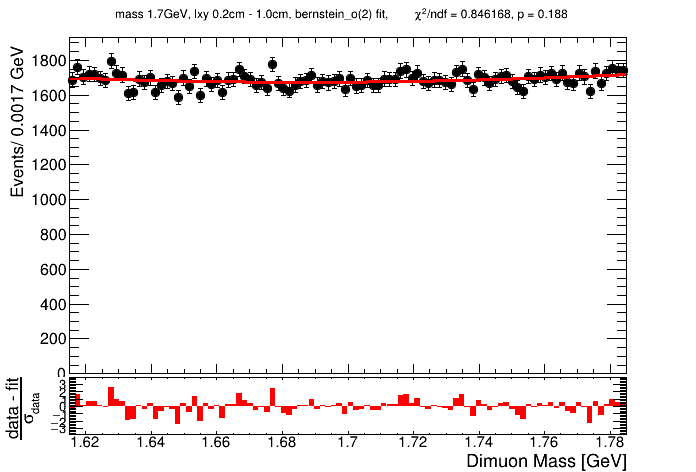 mass 1.7GeV, lxy 0.2cm - 1.0cm, bernstein_o(2) fit, χ²/ndf = 0.846168, p = 0.188
Events/ 0.0017 GeV
1800
1600
1400
1200
1000
800
600
400
200
0
data - fit
σdata
3
2
1
0
−1
−2
−3
1.62 1.64 1.66 1.68 1.7 1.72 1.74 1.76 1.78
Dimuon Mass [GeV]